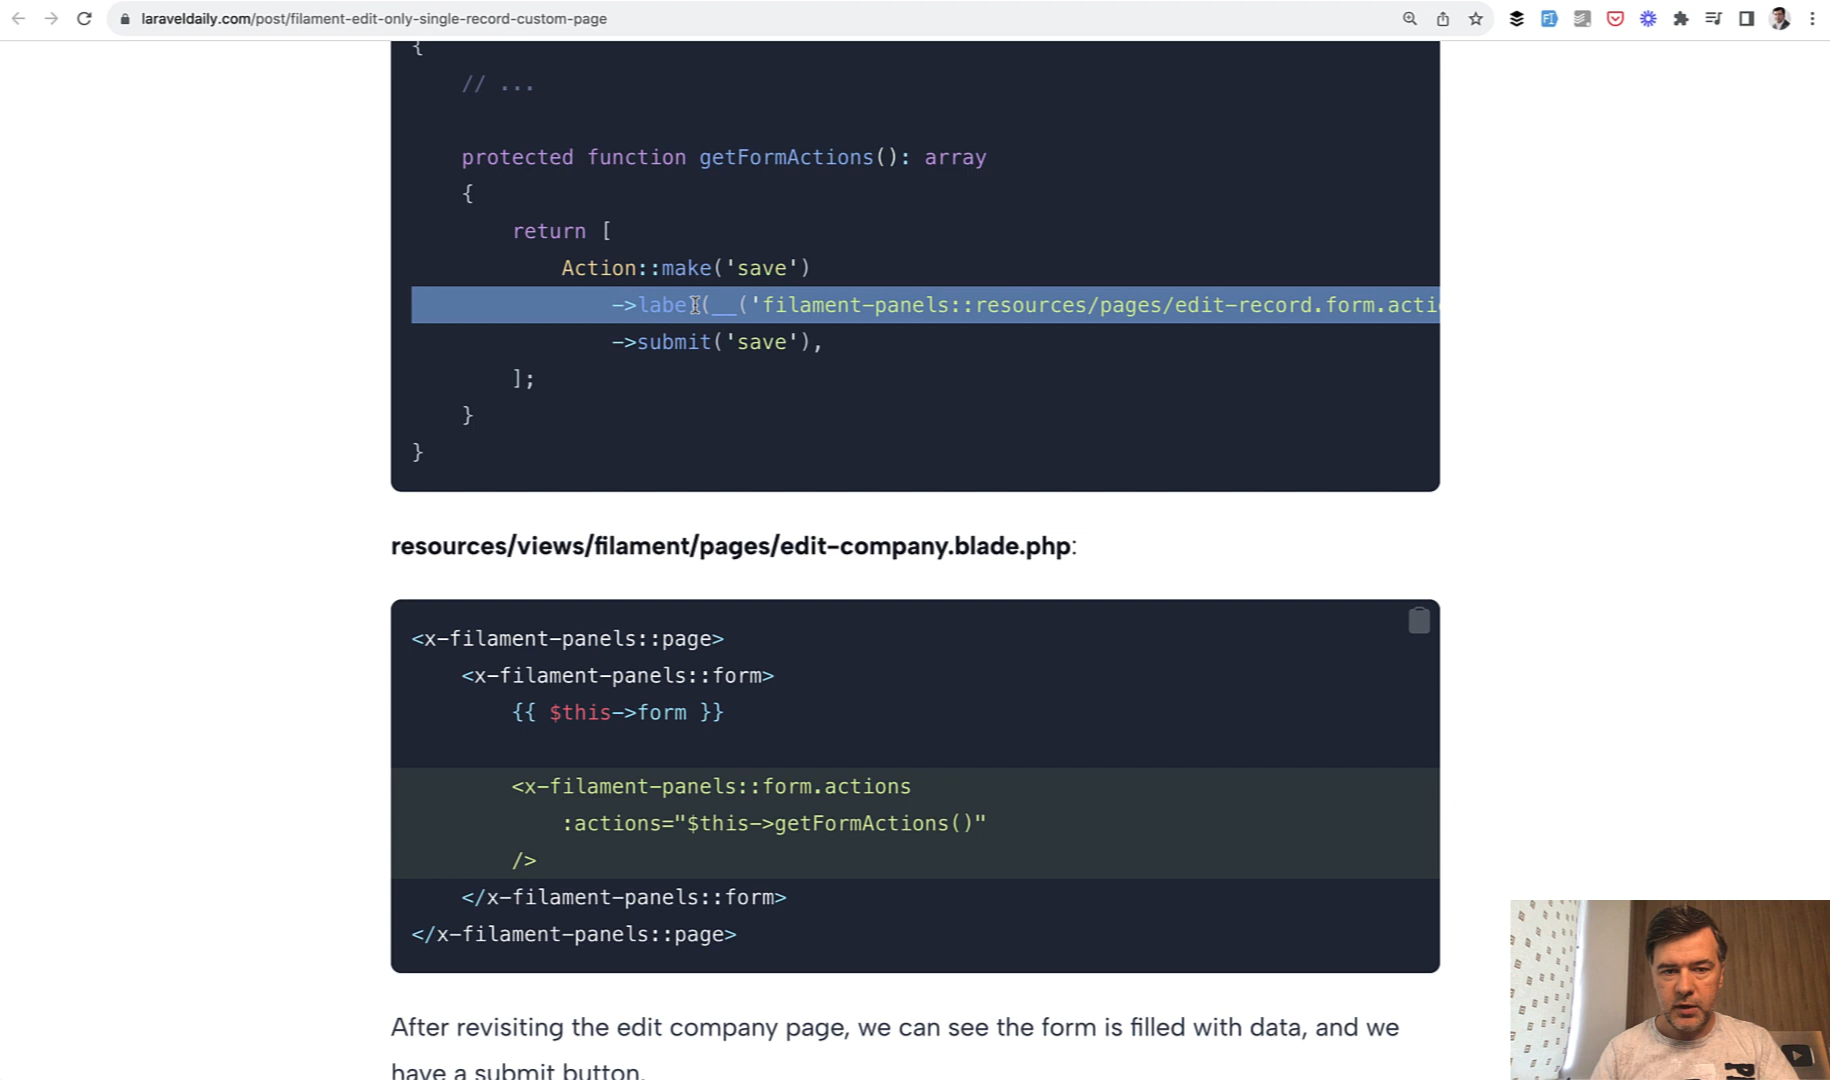 laraveldaily.com/post/filament-edit-only-single-record-custom-page
{
// ...
protected function getFormActions(): array
{
return [
Action::make('save')
->label(__('filament-panels::resources/pages/edit-record.form.actio
->submit('save'),
];
}
}
resources/views/filament/pages/edit-company.blade.php:
<x-filament-panels::page>
<x-filament-panels::form>
{{ $this->form }}
<x-filament-panels::form.actions
:actions="$this->getFormActions()"
/>
</x-filament-panels::form>
</x-filament-panels::page>
After revisiting the edit company page, we can see the form is filled with data, and we
have a submit button.